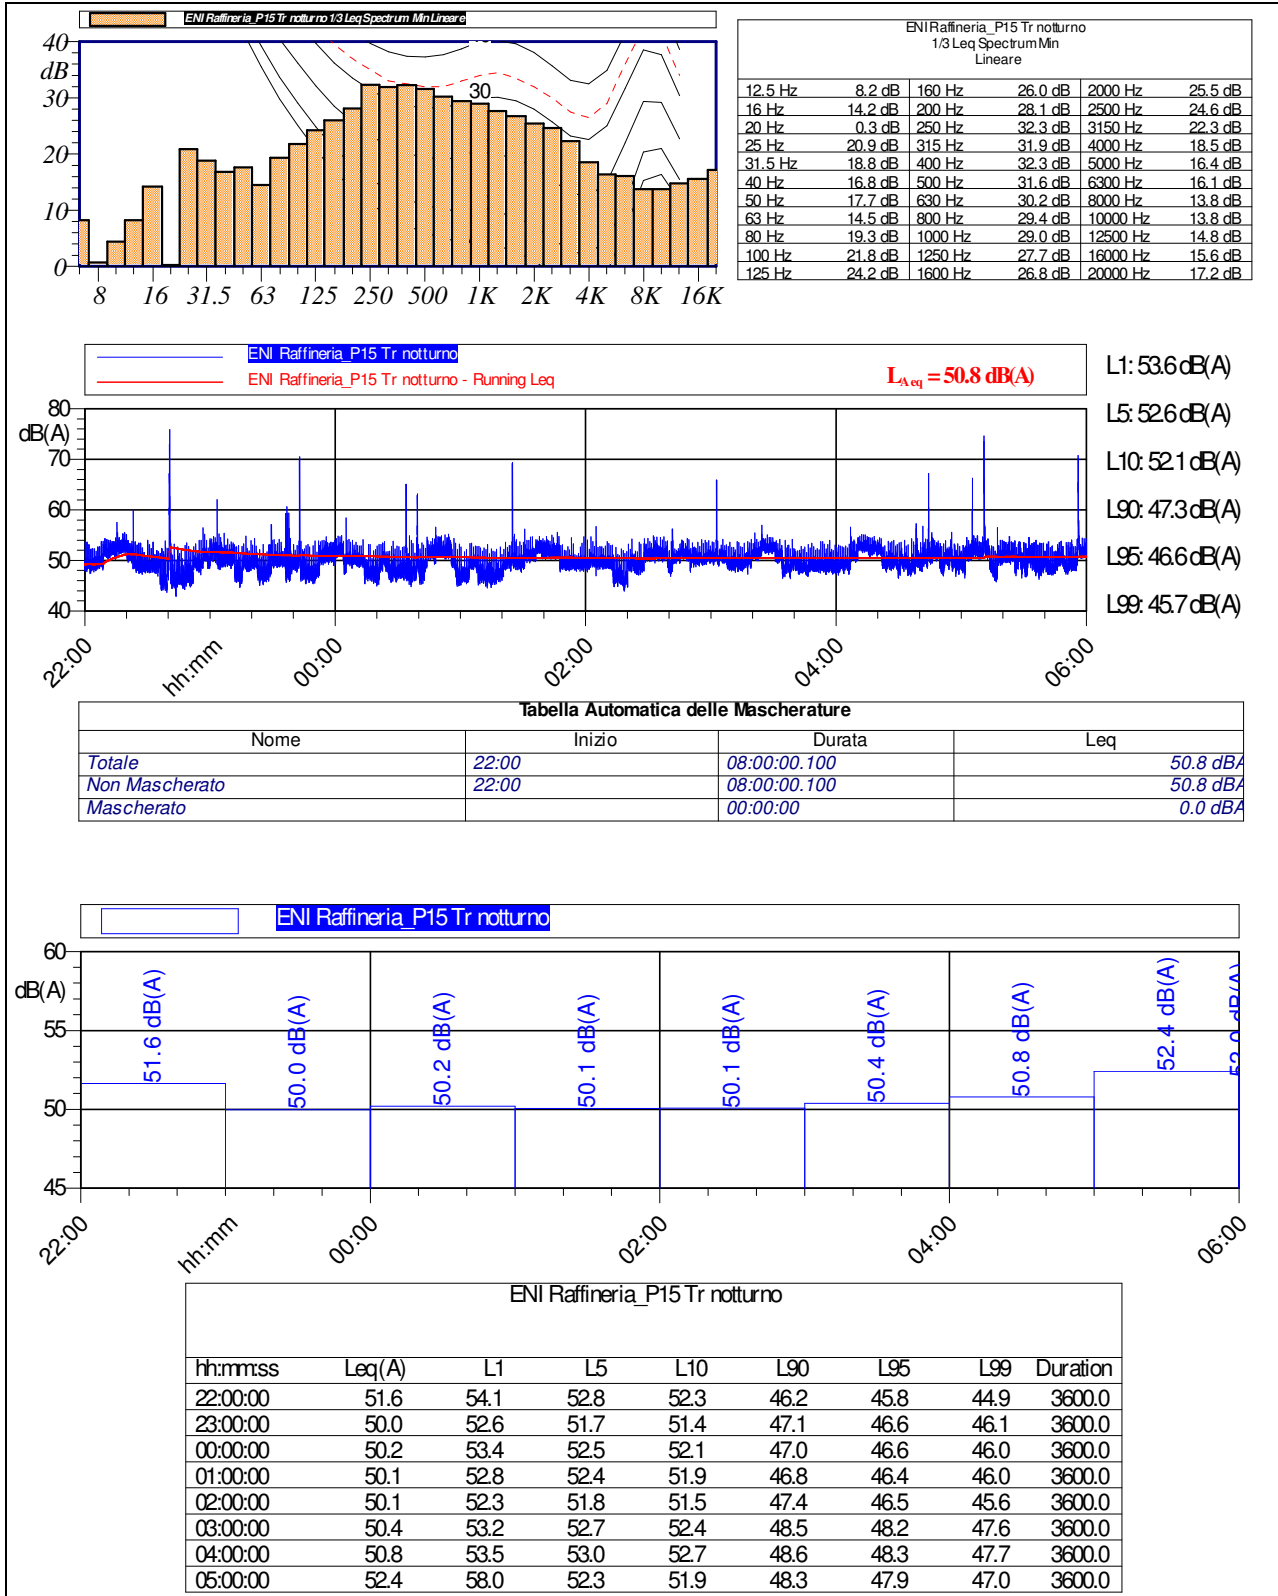 ENI Raffineria_P15 Tr notturno 1/3 Leq Spectrum Min Lineare
40
dB
30
20
10
0
30
8 16 31.5 63 125 250 500 1K 2K 4K 8K 16K
ENI Raffineria_P15 Tr notturno
1/3 Leq Spectrum Min
Lineare
12.5 Hz 8.2 dB 160 Hz 26.0 dB 2000 Hz 25.5 dB
16 Hz 14.2 dB 200 Hz 28.1 dB 2500 Hz 24.6 dB
20 Hz 0.3 dB 250 Hz 32.3 dB 3150 Hz 22.3 dB
25 Hz 20.9 dB 315 Hz 31.9 dB 4000 Hz 18.5 dB
31.5 Hz 18.8 dB 400 Hz 32.3 dB 5000 Hz 16.4 dB
40 Hz 16.8 dB 500 Hz 31.6 dB 6300 Hz 16.1 dB
50 Hz 17.7 dB 630 Hz 30.2 dB 8000 Hz 13.8 dB
63 Hz 14.5 dB 800 Hz 29.4 dB 10000 Hz 13.8 dB
80 Hz 19.3 dB 1000 Hz 29.0 dB 12500 Hz 14.8 dB
100 Hz 21.8 dB 1250 Hz 27.7 dB 16000 Hz 15.6 dB
125 Hz 24.2 dB 1600 Hz 26.8 dB 20000 Hz 17.2 dB
ENI Raffineria_P15 Tr notturno
ENI Raffineria_P15 Tr notturno - Running Leq
LA eq = 50.8 dB(A)
80
dB(A)
70
60
50
40
22:00 hh:mm 00:00 02:00 04:00 06:00
L1: 53.6 dB(A)
L5: 52.6 dB(A)
L10: 52.1 dB(A)
L90: 47.3 dB(A)
L95: 46.6 dB(A)
L99: 45.7 dB(A)
Tabella Automatica delle Mascherature
Nome Inizio Durata Leq
Totale 22:00 08:00:00.100 50.8 dBA
Non Mascherato 22:00 08:00:00.100 50.8 dBA
Mascherato 00:00:00 0.0 dBA
ENI Raffineria_P15 Tr notturno
60
dB(A)
55
50
45
51.6 dB(A) 50.0 dB(A) 50.2 dB(A) 50.1 dB(A) 50.1 dB(A) 50.4 dB(A) 50.8 dB(A) 52.4 dB(A)
22:00 hh:mm 00:00 02:00 04:00 06:00
ENI Raffineria_P15 Tr notturno
hh:mm:ss Leq(A) L1 L5 L10 L90 L95 L99 Duration
22:00:00 51.6 54.1 52.8 52.3 46.2 45.8 44.9 3600.0
23:00:00 50.0 52.6 51.7 51.4 47.1 46.6 46.1 3600.0
00:00:00 50.2 53.4 52.5 52.1 47.0 46.6 46.0 3600.0
01:00:00 50.1 52.8 52.4 51.9 46.8 46.4 46.0 3600.0
02:00:00 50.1 52.3 51.8 51.5 47.4 46.5 45.6 3600.0
03:00:00 50.4 53.2 52.7 52.4 48.5 48.2 47.6 3600.0
04:00:00 50.8 53.5 53.0 52.7 48.6 48.3 47.7 3600.0
05:00:00 52.4 58.0 52.3 51.9 48.3 47.9 47.0 3600.0